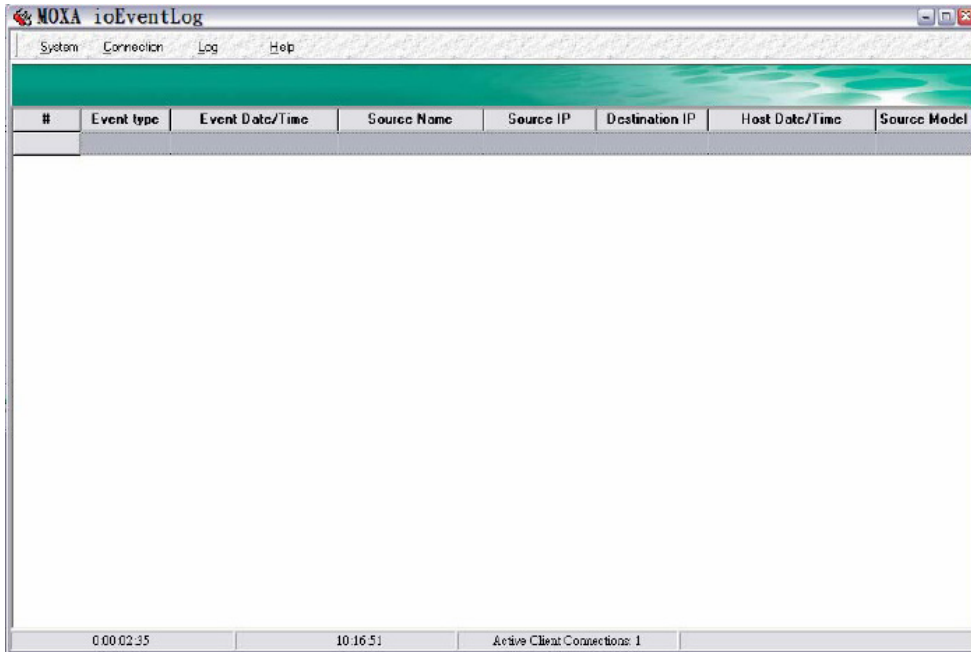 MOXA ioEventLog
System Connection Log Help
# Event type Event Date/Time Source Name Source IP Destination IP Host Date/Time Source Model
0:00:02:35 10:16:51 Active Client Connections: 1